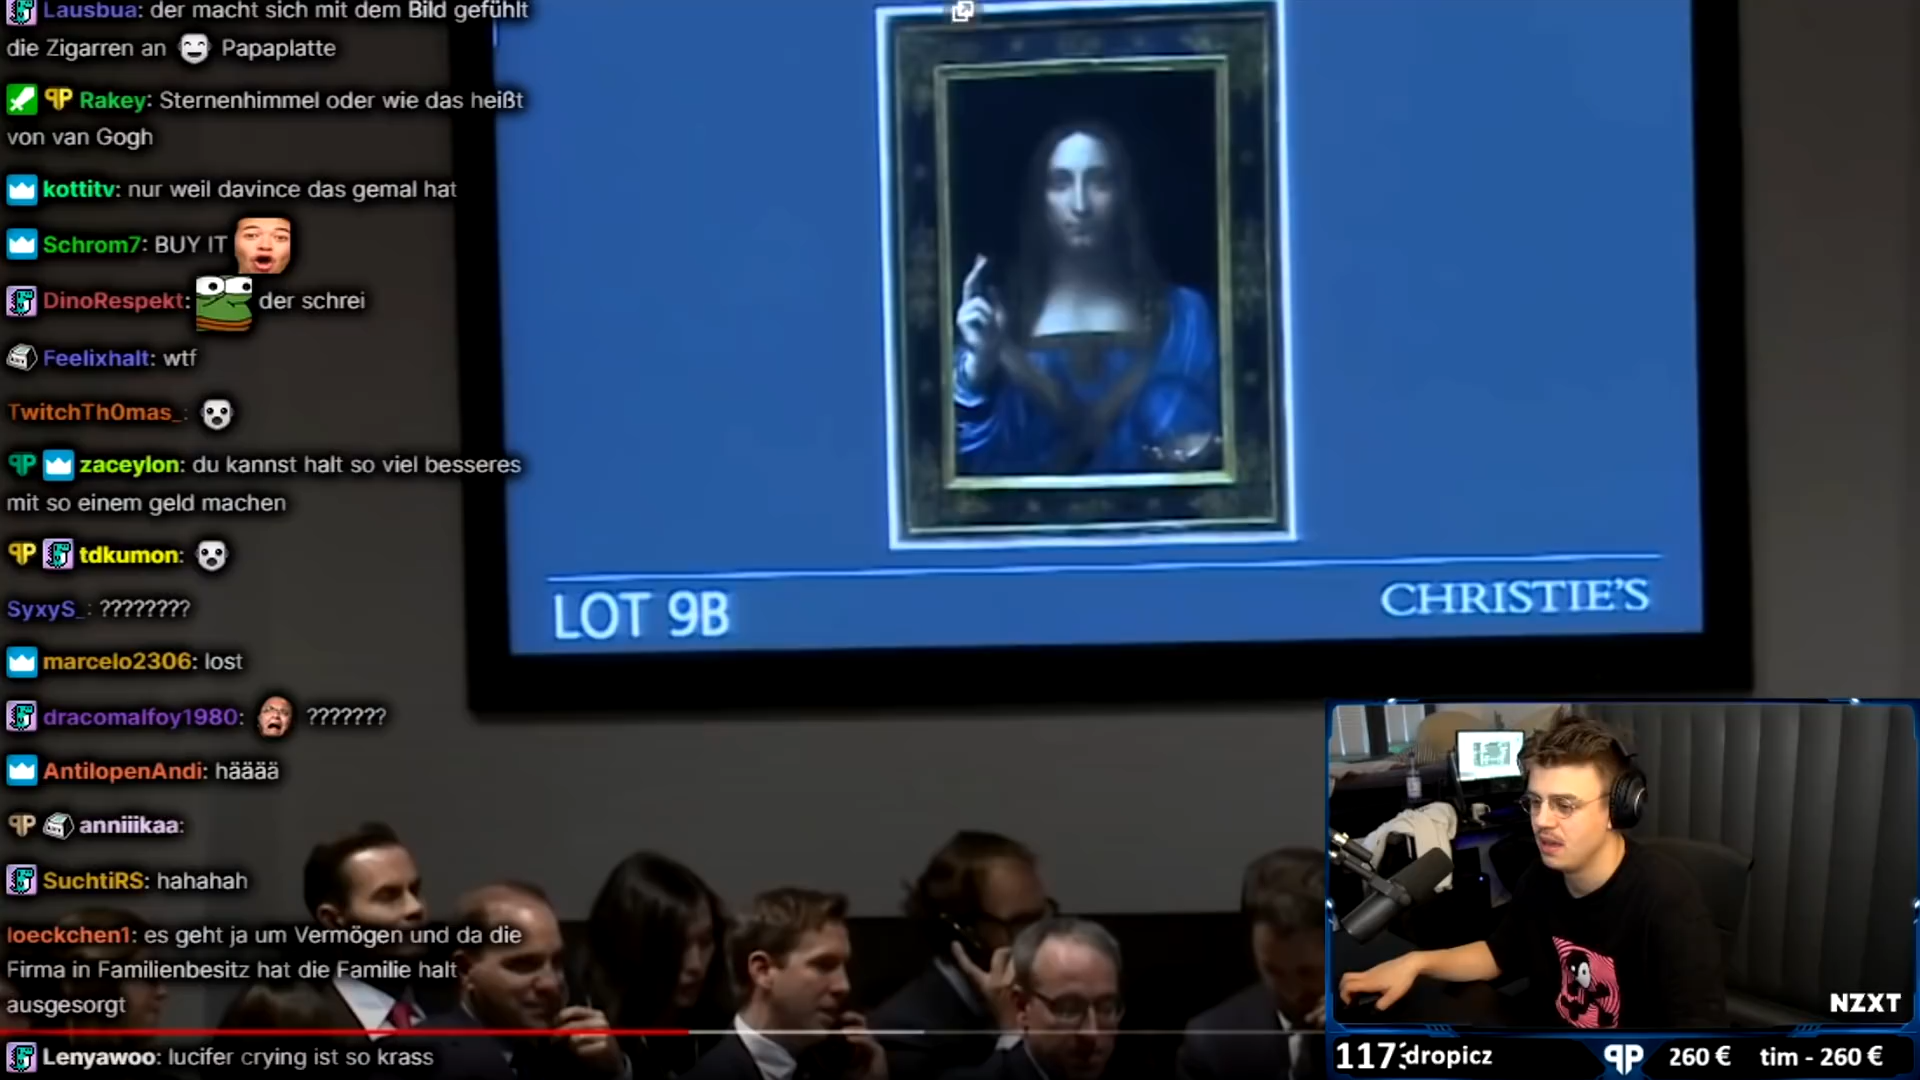 Lausbua: der macht sich mit dem Bild gefühlt
die Zigarren an Papaplatte
Rakey: Sternenhimmel oder wie das heißt
von van Gogh
kottitv: nur weil davince das gemal hat
Schrom7: BUY IT
DinoRespekt: der schrei
Feelixhalt: wtf
TwitchTh0mas_:
zaceylon: du kannst halt so viel besseres
mit so einem geld machen
tdkumon:
SyxyS_: ????????
marcelo2306: lost
dracomalfoy1980: ???????
AntilopenAndi: hääää
anniiikaa:
SuchtiRS: hahahah
loeckchen1: es geht ja um Vermögen und da die
Firma in Familienbesitz hat die Familie halt
ausgesorgt
Lenyawoo: lucifer crying ist so krass
LOT 9B
CHRISTIE'S
NZXT
dropicz
260 €
tim - 260 €